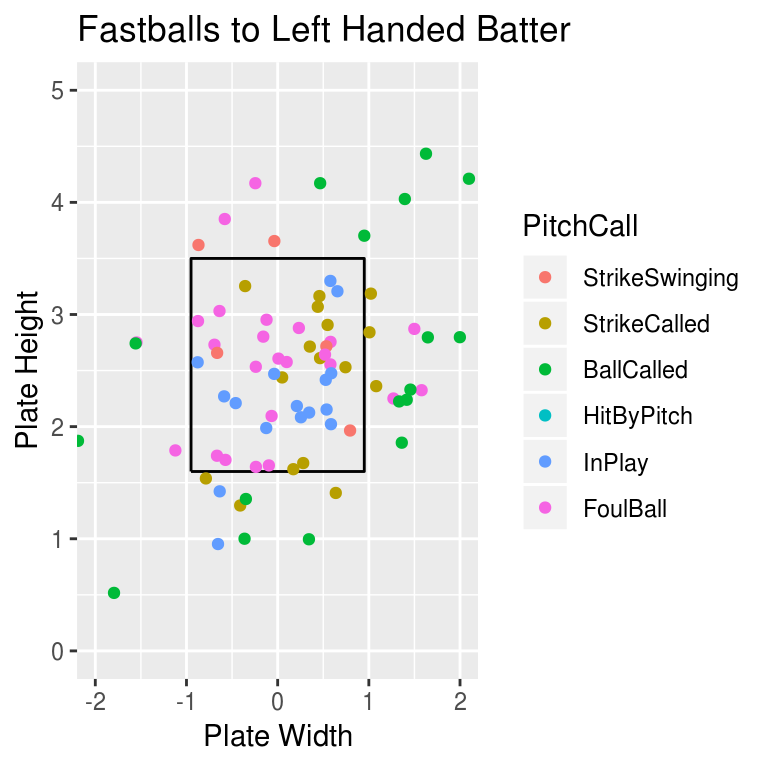 Fastballs to Left Handed Batter
5
4
3
2
1
0
Plate Height
-2 -1 0 1 2
Plate Width
PitchCall
StrikeSwinging
StrikeCalled
BallCalled
HitByPitch
InPlay
FoulBall